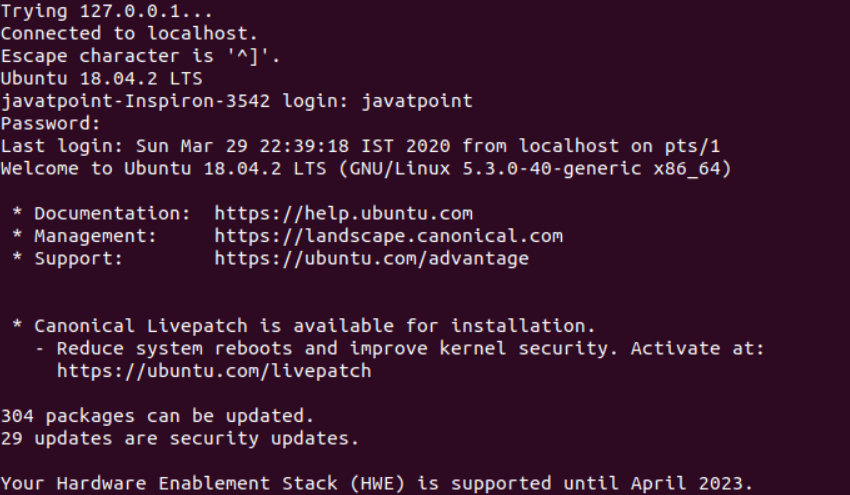 Trying 127.0.0.1...
Connected to localhost.
Escape character is '^]'.
Ubuntu 18.04.2 LTS
javatpoint-Inspiron-3542 login: javatpoint
Password:
Last login: Sun Mar 29 22:39:18 IST 2020 from localhost on pts/1
Welcome to Ubuntu 18.04.2 LTS (GNU/Linux 5.3.0-40-generic x86_64)
* Documentation:  https://help.ubuntu.com
* Management:     https://landscape.canonical.com
* Support:        https://ubuntu.com/advantage
* Canonical Livepatch is available for installation.
- Reduce system reboots and improve kernel security. Activate at:
https://ubuntu.com/livepatch
304 packages can be updated.
29 updates are security updates.
Your Hardware Enablement Stack (HWE) is supported until April 2023.